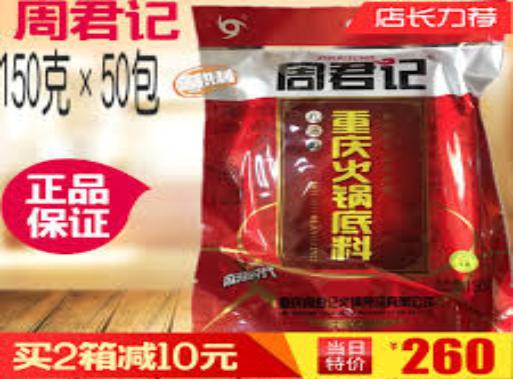 周君记
店长力荐
150克×50包
周君记
重庆火锅底料
正品
保证
买2箱减10元
当日
特价
¥260